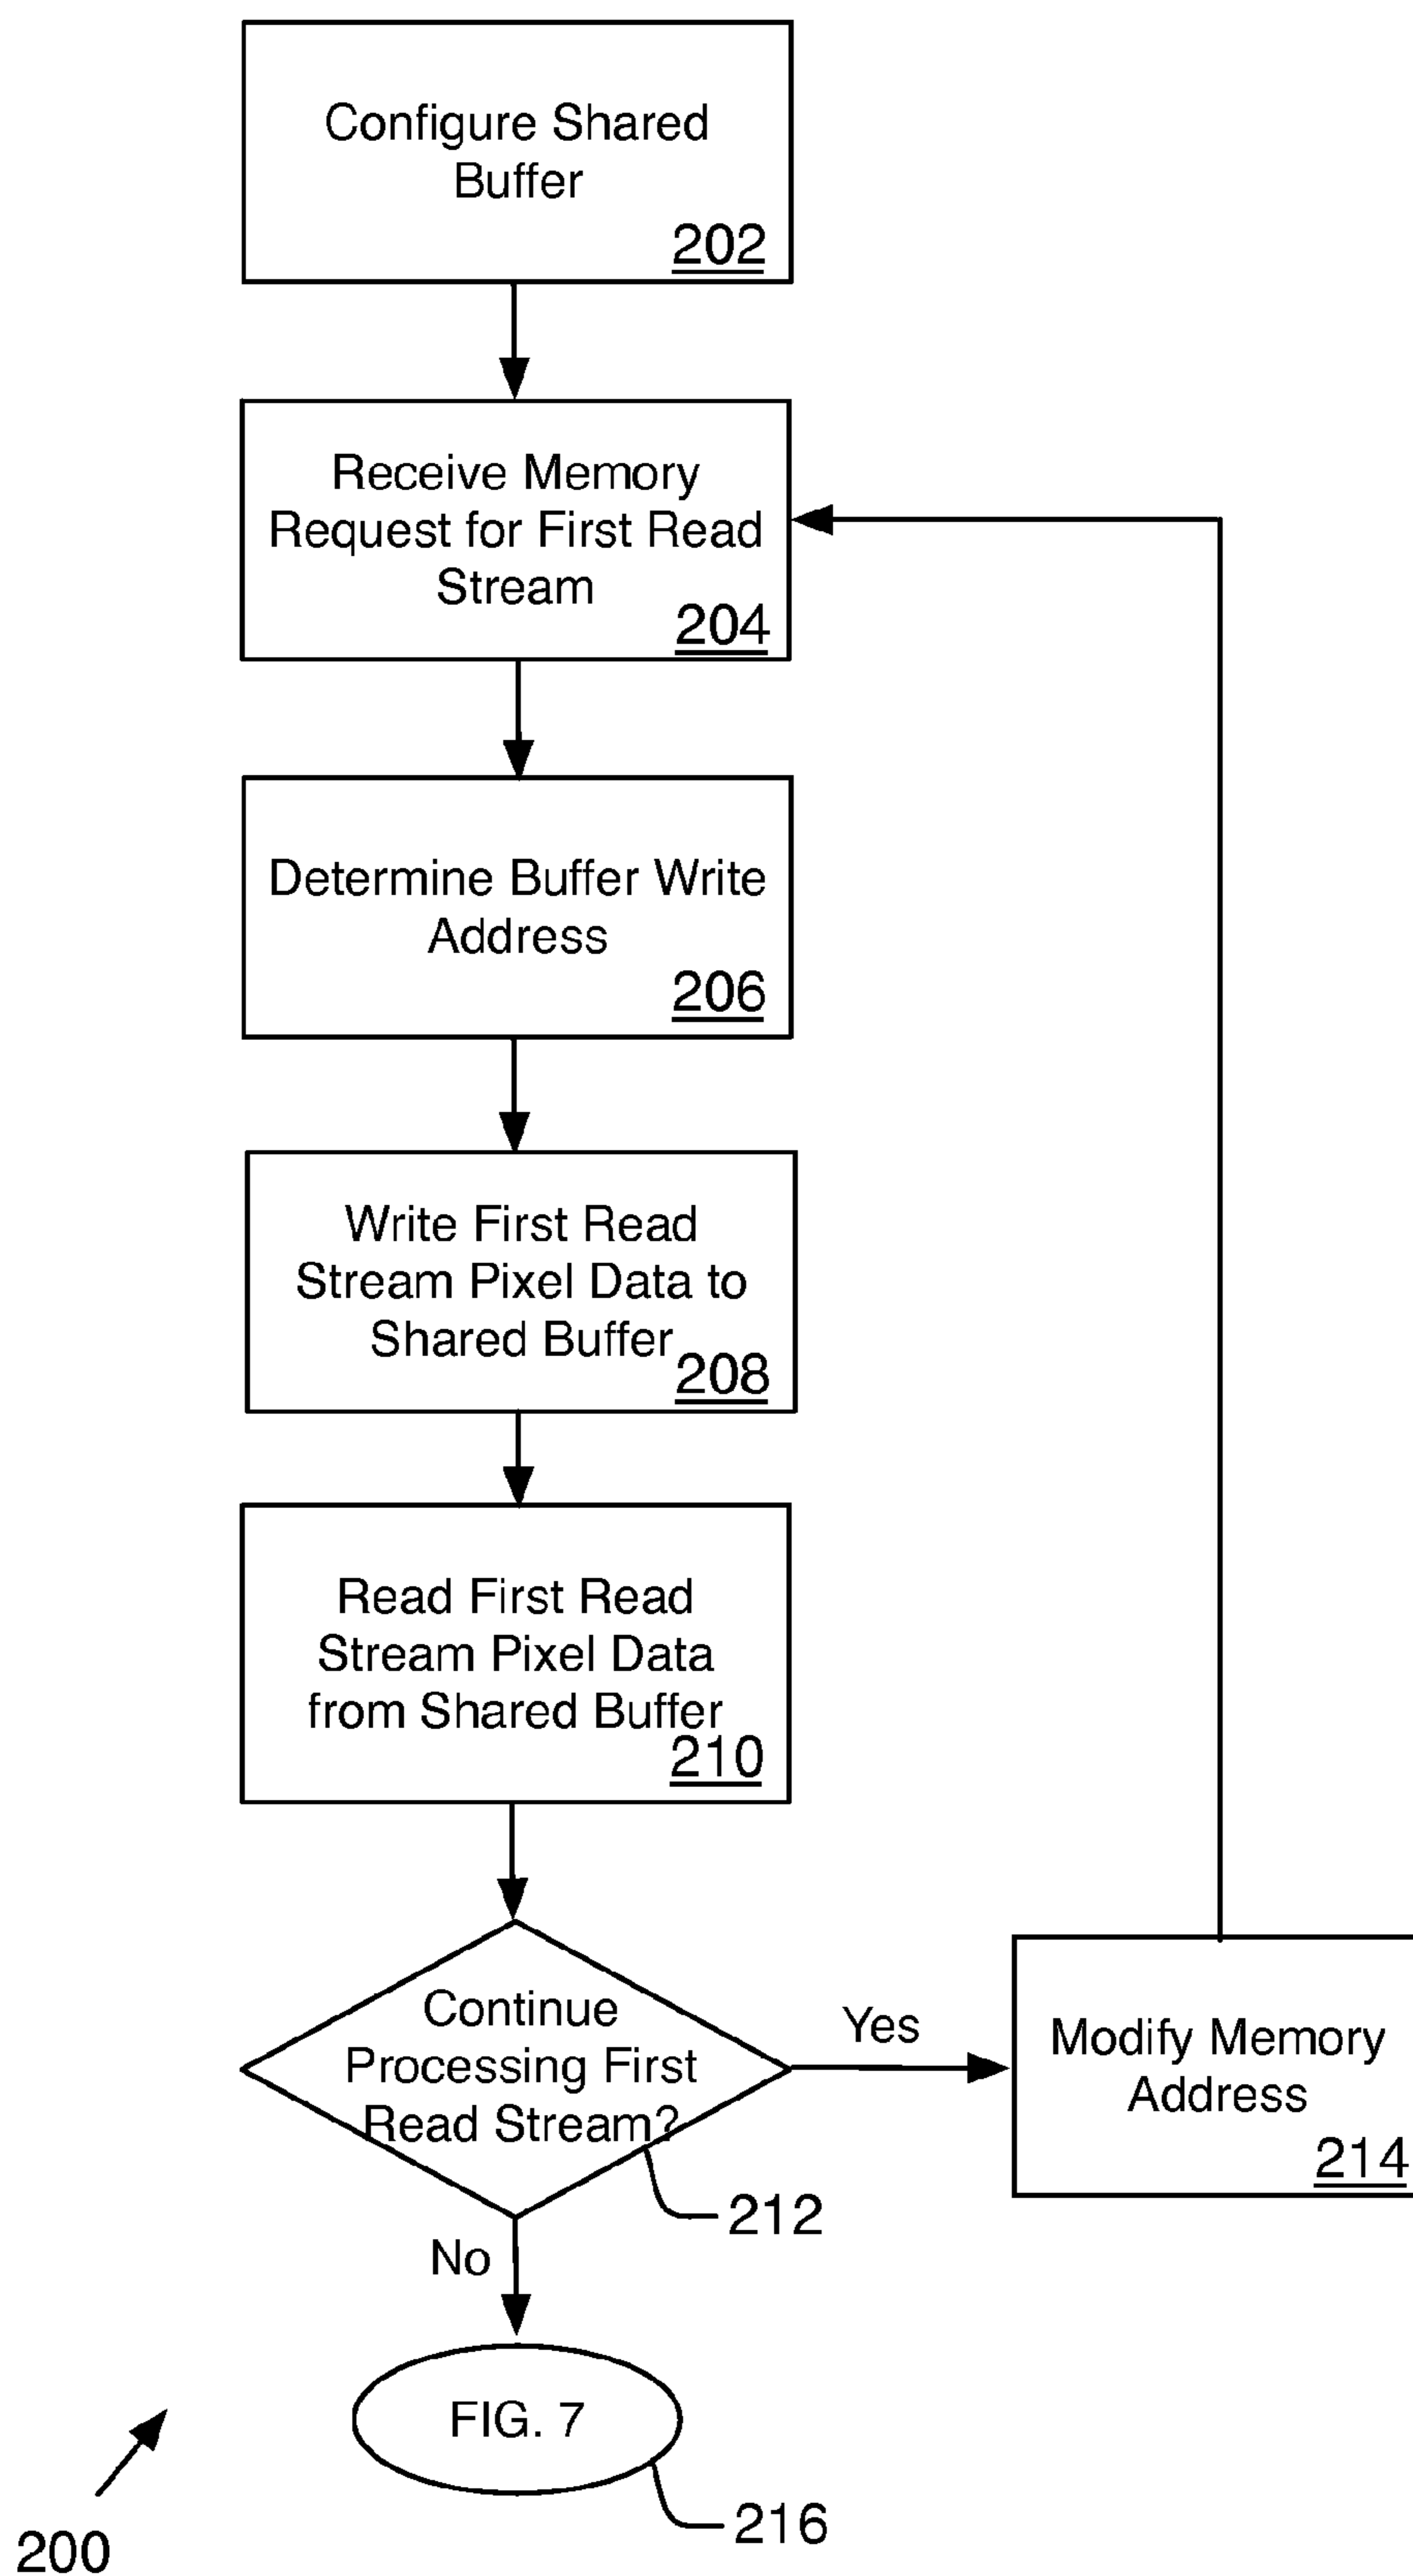 Configure Shared
Buffer
202
Receive Memory
Request for First Read
Stream
204
Determine Buffer Write
Address
206
Write First Read
Stream Pixel Data to
Shared Buffer
208
Read First Read
Stream Pixel Data
from Shared Buffer
210
Continue
Processing First
Read Stream?
212
Yes
Modify Memory
Address
214
No
FIG. 7
216
200